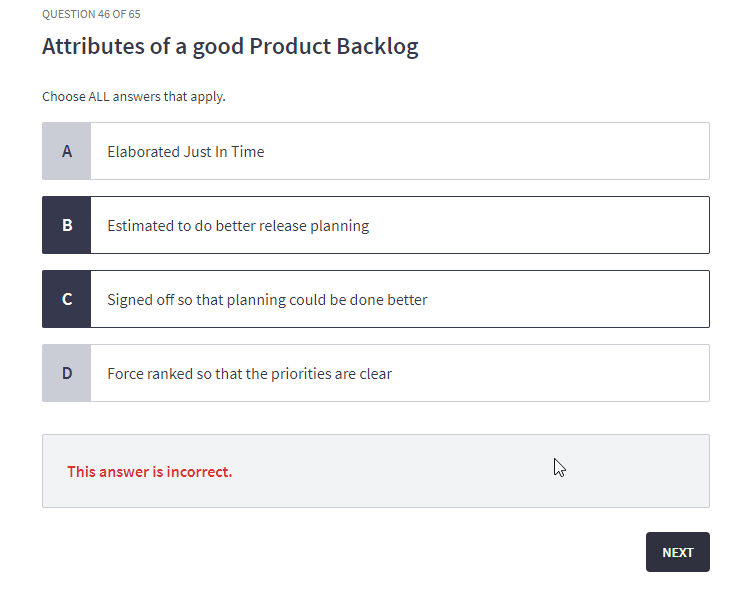 QUESTION 46 OF 65
Attributes of a good Product Backlog
Choose ALL answers that apply.
A Elaborated Just In Time
B Estimated to do better release planning
C Signed off so that planning could be done better
D Force ranked so that the priorities are clear
This answer is incorrect.
NEXT